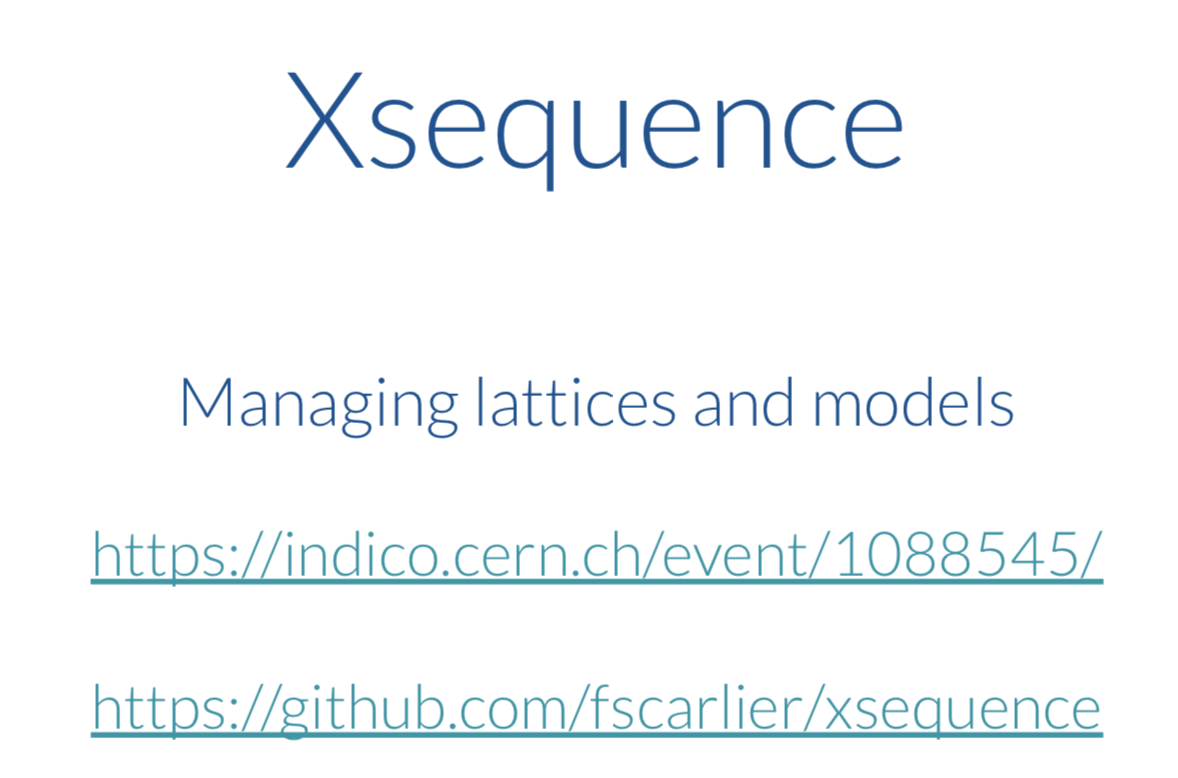 Xsequence
Managing lattices and models
https://indico.cern.ch/event/1088545/
https://github.com/fscarlier/xsequence